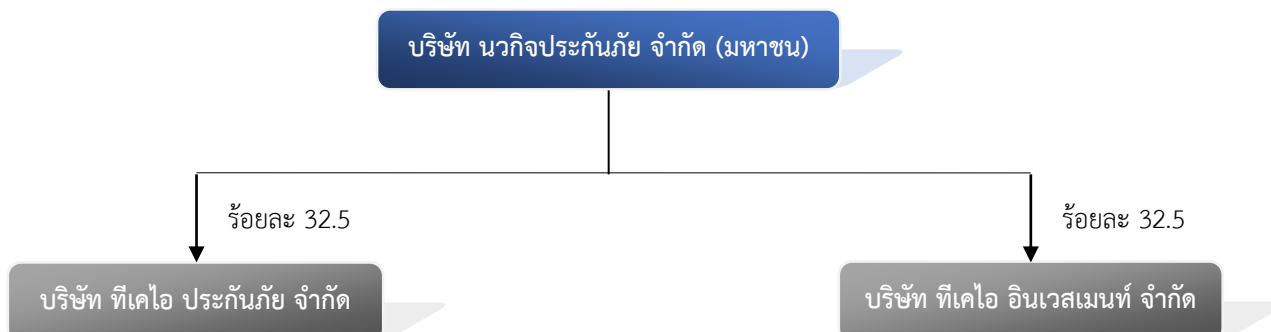 บริษัท นวกิจประกันภัย จำกัด (มหาชน)
ร้อยละ 32.5
ร้อยละ 32.5
บริษัท ทีเคไอ ประกันภัย จำกัด
บริษัท ทีเคไอ อินเวสเมนท์ จำกัด